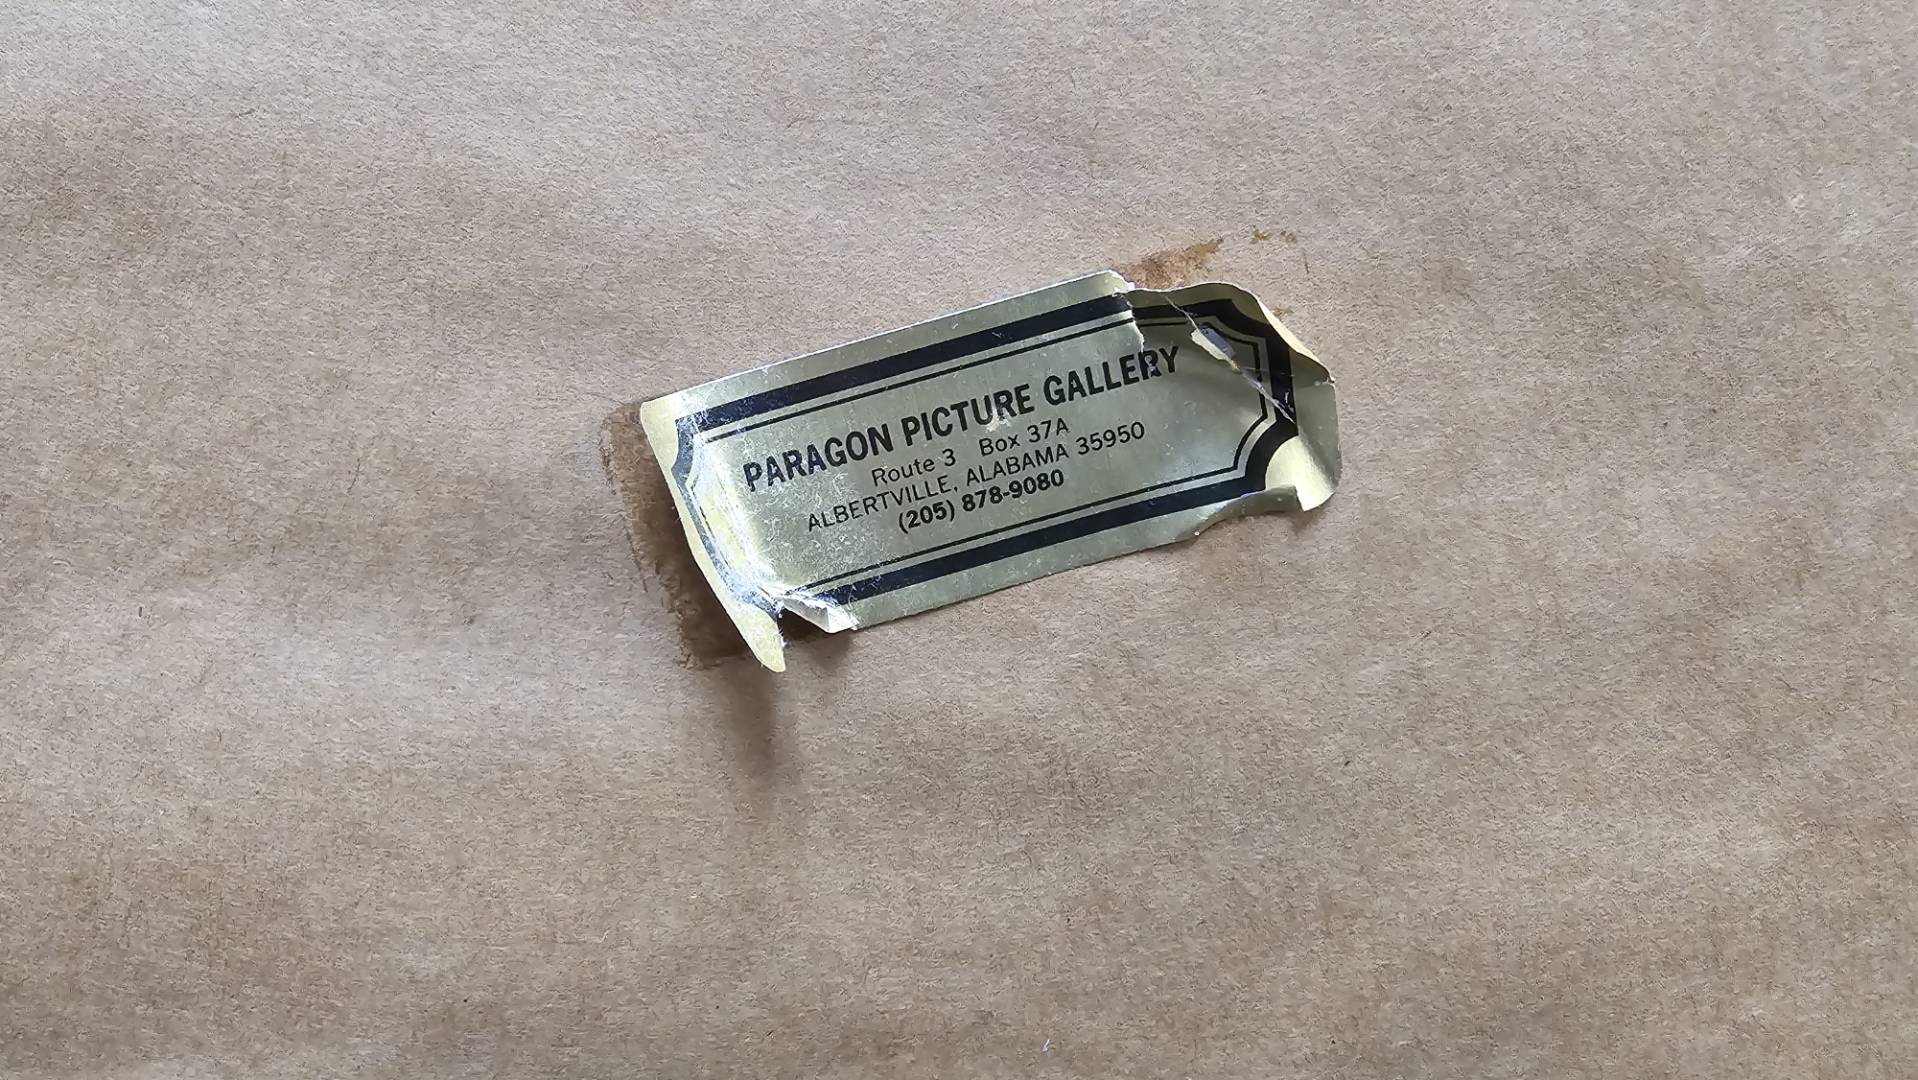 PARAGON PICTURE GALLERY
Route 3 Box 37A
ALBERTVILLE, ALABAMA 35950
(205) 878-9080